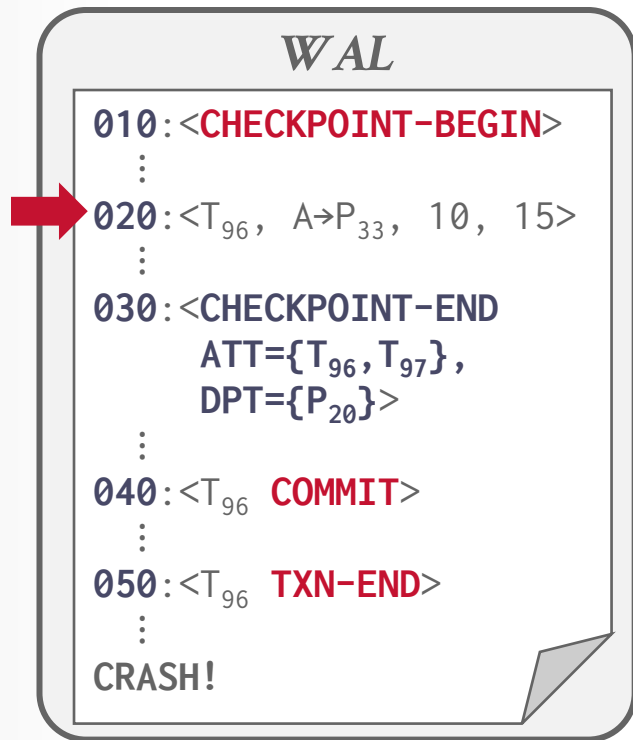 WAL
010:<CHECKPOINT-BEGIN>
⋮
020:<T₉₆, A→P₃₃, 10, 15>
⋮
030:<CHECKPOINT-END
ATT={T₉₆,T₉₇},
DPT={P₂₀}>
⋮
040:<T₉₆ COMMIT>
⋮
050:<T₉₆ TXN-END>
⋮
CRASH!